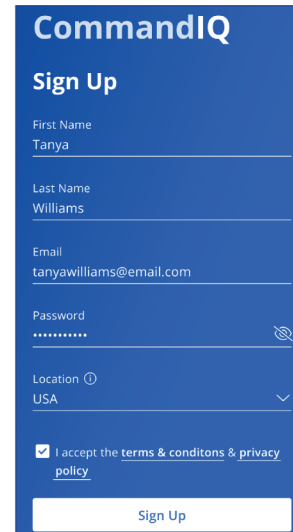 CommandIQ
Sign Up
First Name
Tanya
Last Name
Williams
Email
tanyawilliams@email.com
Password
•••••••••••
Location ⓘ
USA
I accept the terms & conditons & privacy
policy
Sign Up